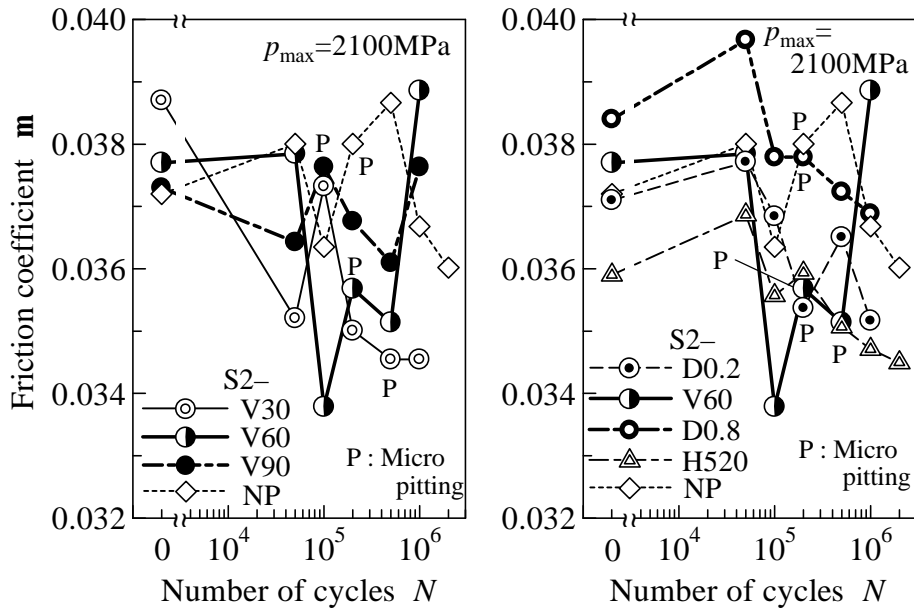 0.040
0.038
0.036
0.034
0.032
Friction coefficient m
p max=2100MPa
P
P
P
P
P
S2–
V30
V60
V90
NP
P : Micro
pitting
0 10^4 10^5 10^6
Number of cycles N
0.040
0.038
0.036
0.034
0.032
p max=
2100MPa
P
P
P
P
P
S2–
D0.2
V60
D0.8
H520
NP
P : Micro
pitting
0 10^4 10^5 10^6
Number of cycles N